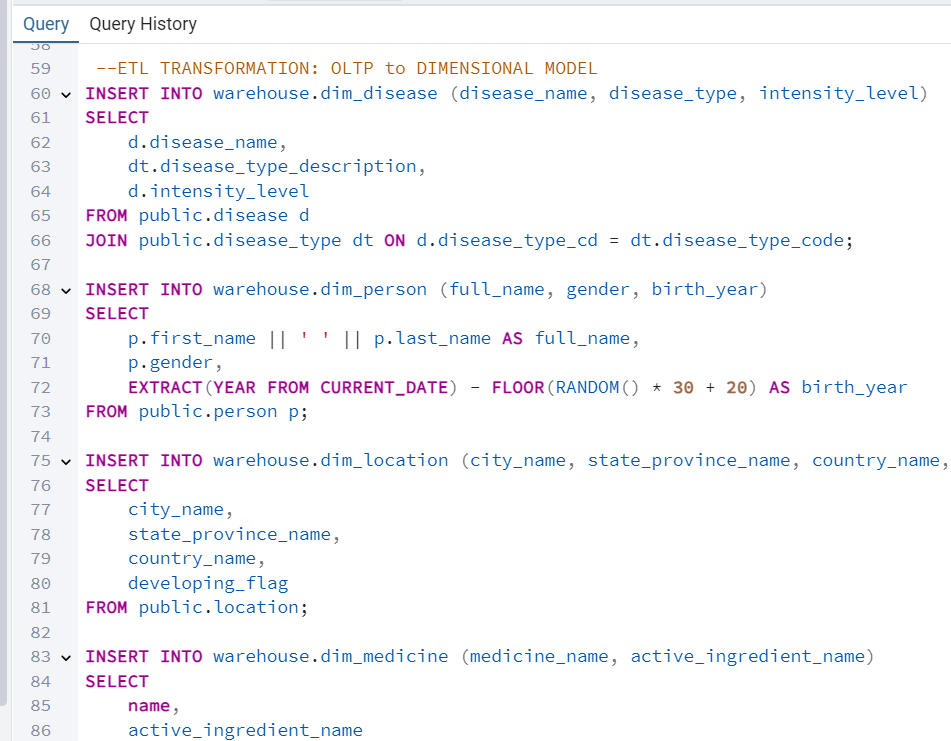 Query Query History
58
59 --ETL TRANSFORMATION: OLTP to DIMENSIONAL MODEL
60 INSERT INTO warehouse.dim_disease (disease_name, disease_type, intensity_level)
61 SELECT
62 d.disease_name,
63 dt.disease_type_description,
64 d.intensity_level
65 FROM public.disease d
66 JOIN public.disease_type dt ON d.disease_type_cd = dt.disease_type_code;
67
68 INSERT INTO warehouse.dim_person (full_name, gender, birth_year)
69 SELECT
70 p.first_name || ' ' || p.last_name AS full_name,
71 p.gender,
72 EXTRACT(YEAR FROM CURRENT_DATE) - FLOOR(RANDOM() * 30 + 20) AS birth_year
73 FROM public.person p;
74
75 INSERT INTO warehouse.dim_location (city_name, state_province_name, country_name,
76 SELECT
77 city_name,
78 state_province_name,
79 country_name,
80 developing_flag
81 FROM public.location;
82
83 INSERT INTO warehouse.dim_medicine (medicine_name, active_ingredient_name)
84 SELECT
85 name,
86 active_ingredient_name